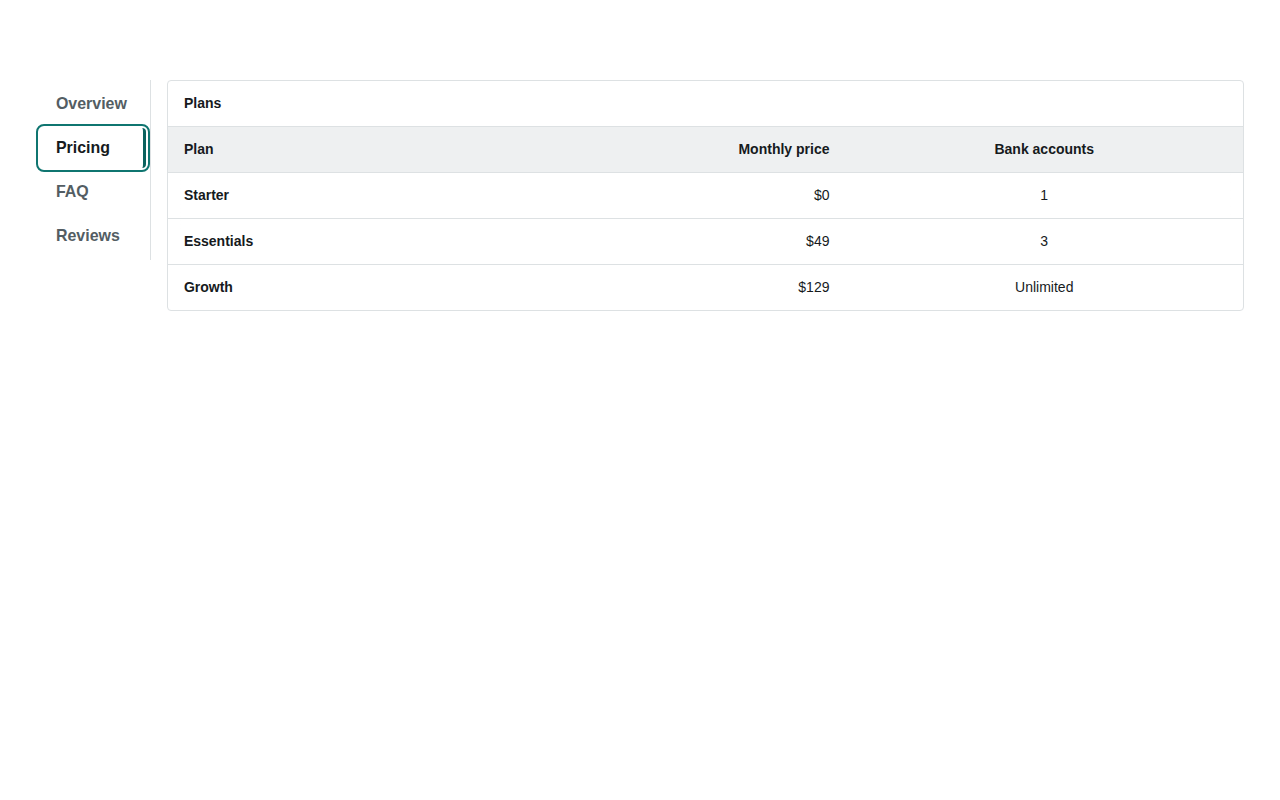 Overview
Pricing
FAQ
Reviews
Plans
Plan Monthly price Bank accounts
Starter $0 1
Essentials $49 3
Growth $129 Unlimited